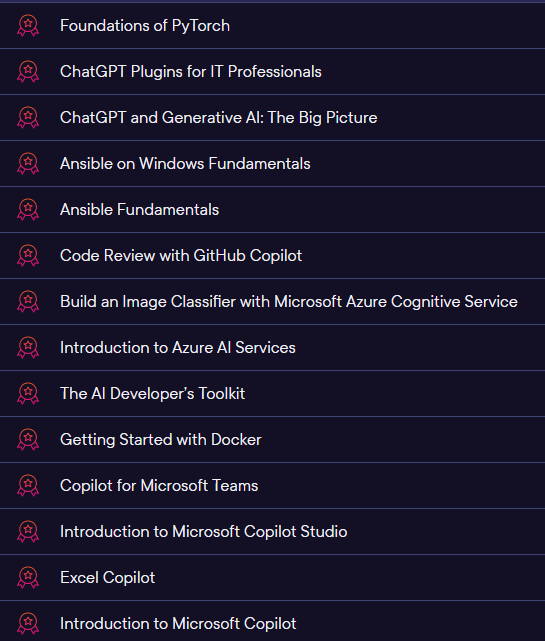 Foundations of PyTorch
ChatGPT Plugins for IT Professionals
ChatGPT and Generative AI: The Big Picture
Ansible on Windows Fundamentals
Ansible Fundamentals
Code Review with GitHub Copilot
Build an Image Classifier with Microsoft Azure Cognitive Service
Introduction to Azure AI Services
The AI Developer’s Toolkit
Getting Started with Docker
Copilot for Microsoft Teams
Introduction to Microsoft Copilot Studio
Excel Copilot
Introduction to Microsoft Copilot